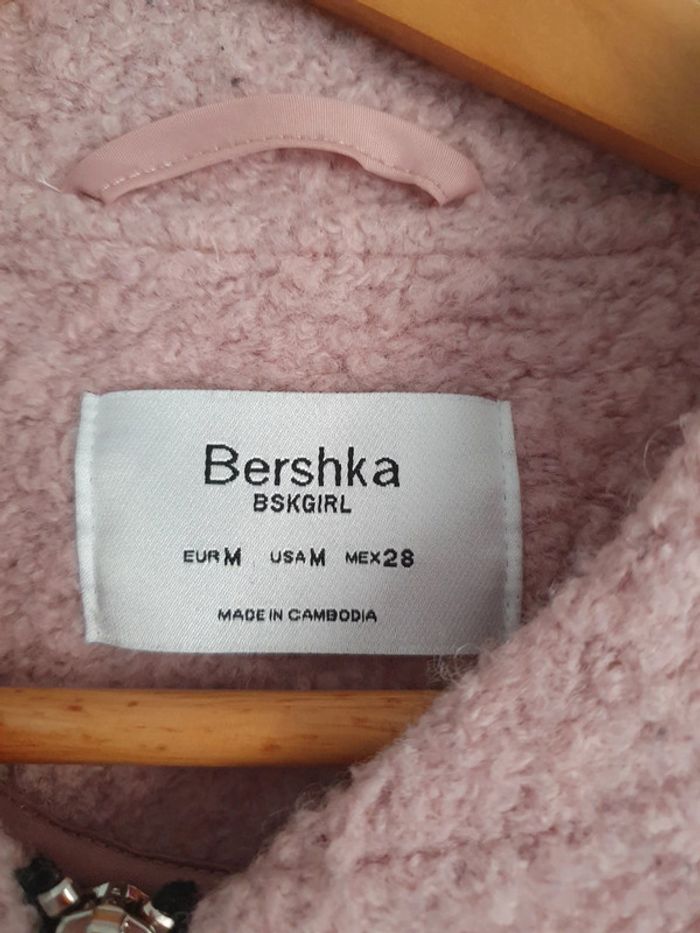 Bershka
BSKGIRL
EUR M USA M MEX 28
MADE IN CAMBODIA